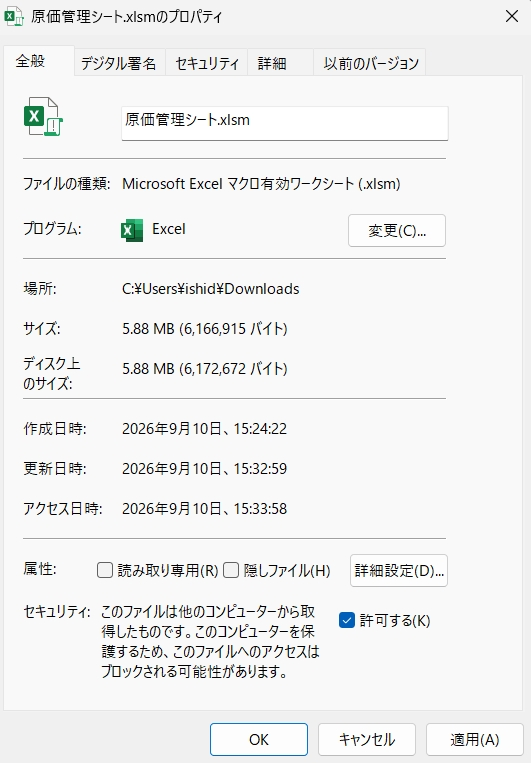 原価管理シート.xlsmのプロパティ
全般 デジタル署名 セキュリティ 詳細 以前のバージョン
原価管理シート.xlsm
ファイルの種類: Microsoft Excel マクロ有効ワークシート (.xlsm)
プログラム: Excel 変更(C)...
場所: C:¥Users¥ishid¥Downloads
サイズ: 5.88 MB (6,166,915 バイト)
ディスク上
のサイズ: 5.88 MB (6,172,672 バイト)
作成日時: 2026年9月10日、15:24:22
更新日時: 2026年9月10日、15:32:59
アクセス日時: 2026年9月10日、15:33:58
属性: 読み取り専用(R) 隠しファイル(H) 詳細設定(D)...
セキュリティ: このファイルは他のコンピューターから取
得したものです。このコンピューターを保
護するため、このファイルへのアクセスは
ブロックされる可能性があります。
許可する(K)
OK キャンセル 適用(A)